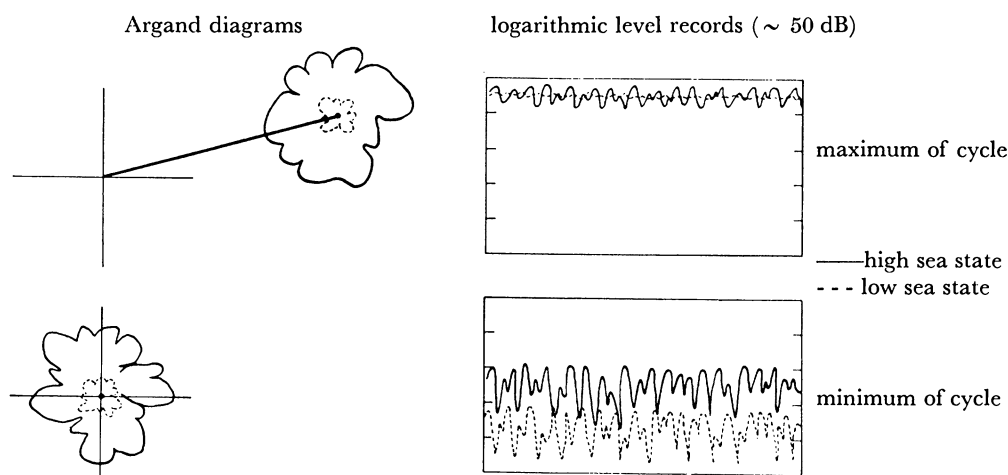 Argand diagrams
logarithmic level records (~ 50 dB)
maximum of cycle
——high sea state
--- low sea state
minimum of cycle